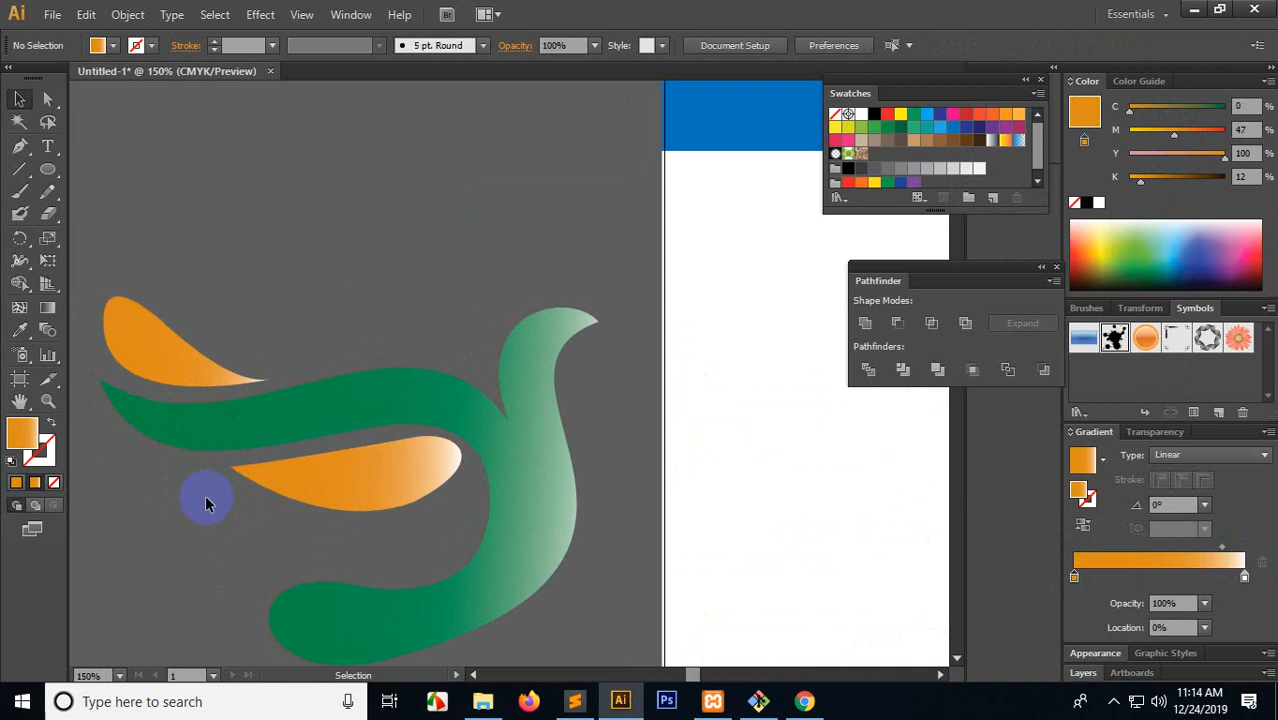 Ai File Edit Object Type Select Effect View Window Help Br Essentials
No Selection Stroke: 5 pt. Round Opacity: 100% Style: Document Setup Preferences
Untitled-1* @ 150% (CMYK/Preview)
Swatches
Color Color Guide
C 0
M 47
Y 100
K 12
Pathfinder
Shape Modes:
Expand
Pathfinders:
Brushes Transform Symbols
Gradient Transparency
Type: Linear
Stroke:
0°
Opacity: 100%
Location: 0%
Appearance Graphic Styles
Layers Artboards
150% 1 Selection
Type here to search
Ai Ps
11:14 AM
12/24/2019